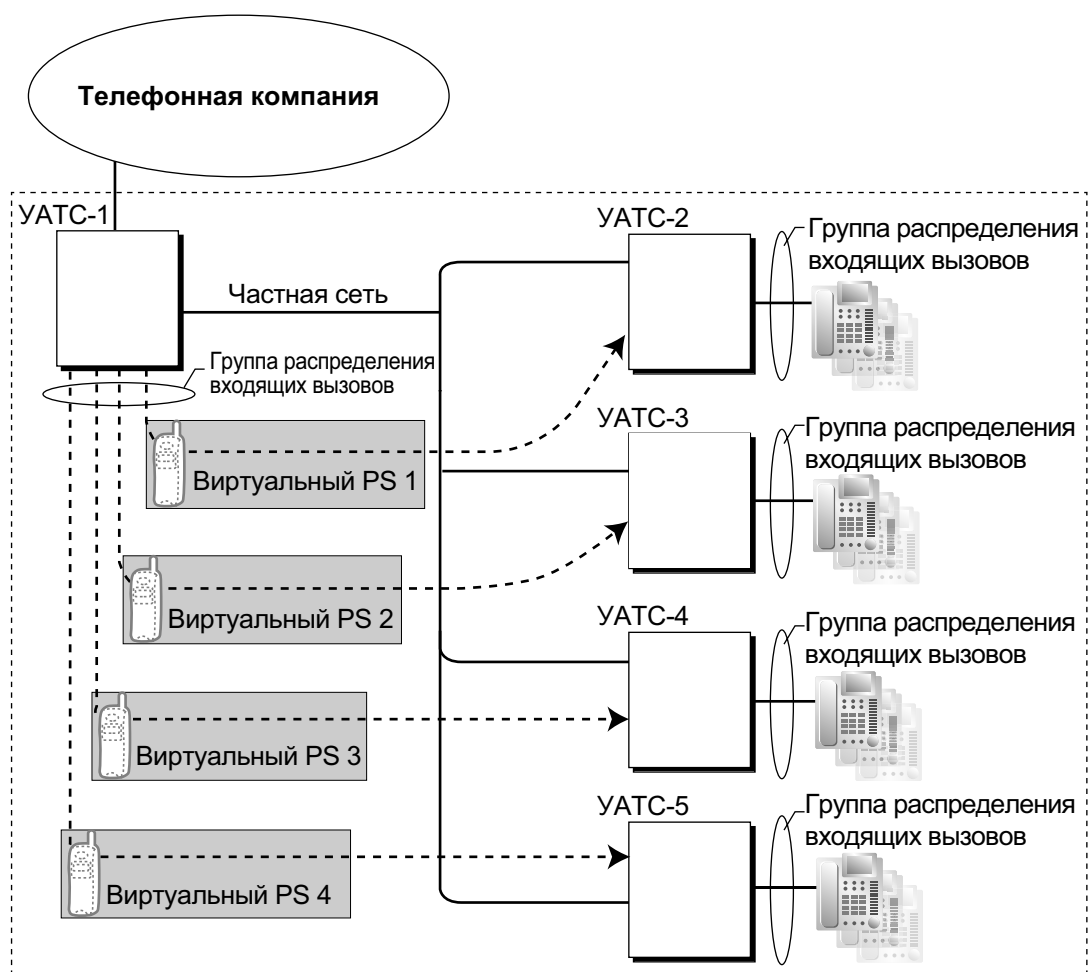 Телефонная компания
УАТС-1
УАТС-2
Группа распределения
входящих вызовов
Частная сеть
Группа распределения
входящих вызовов
УАТС-3
Группа распределения
входящих вызовов
Виртуальный PS 1
Виртуальный PS 2
УАТС-4
Группа распределения
входящих вызовов
Виртуальный PS 3
УАТС-5
Группа распределения
входящих вызовов
Виртуальный PS 4